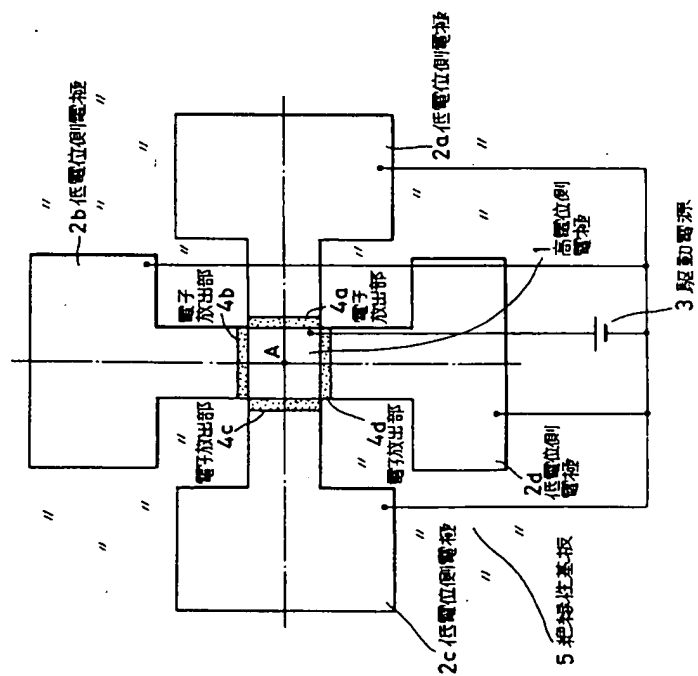 2b 低電位側電極
2a 低電位側電極
電子
放出部
4b
4a
電子
放出部
A
1
高電位側
電極
3 駆動電源
電子放出部
4c
4d
電子放出部
2d
低電位側
電極
2c 低電位側電極
5 絶縁性基板